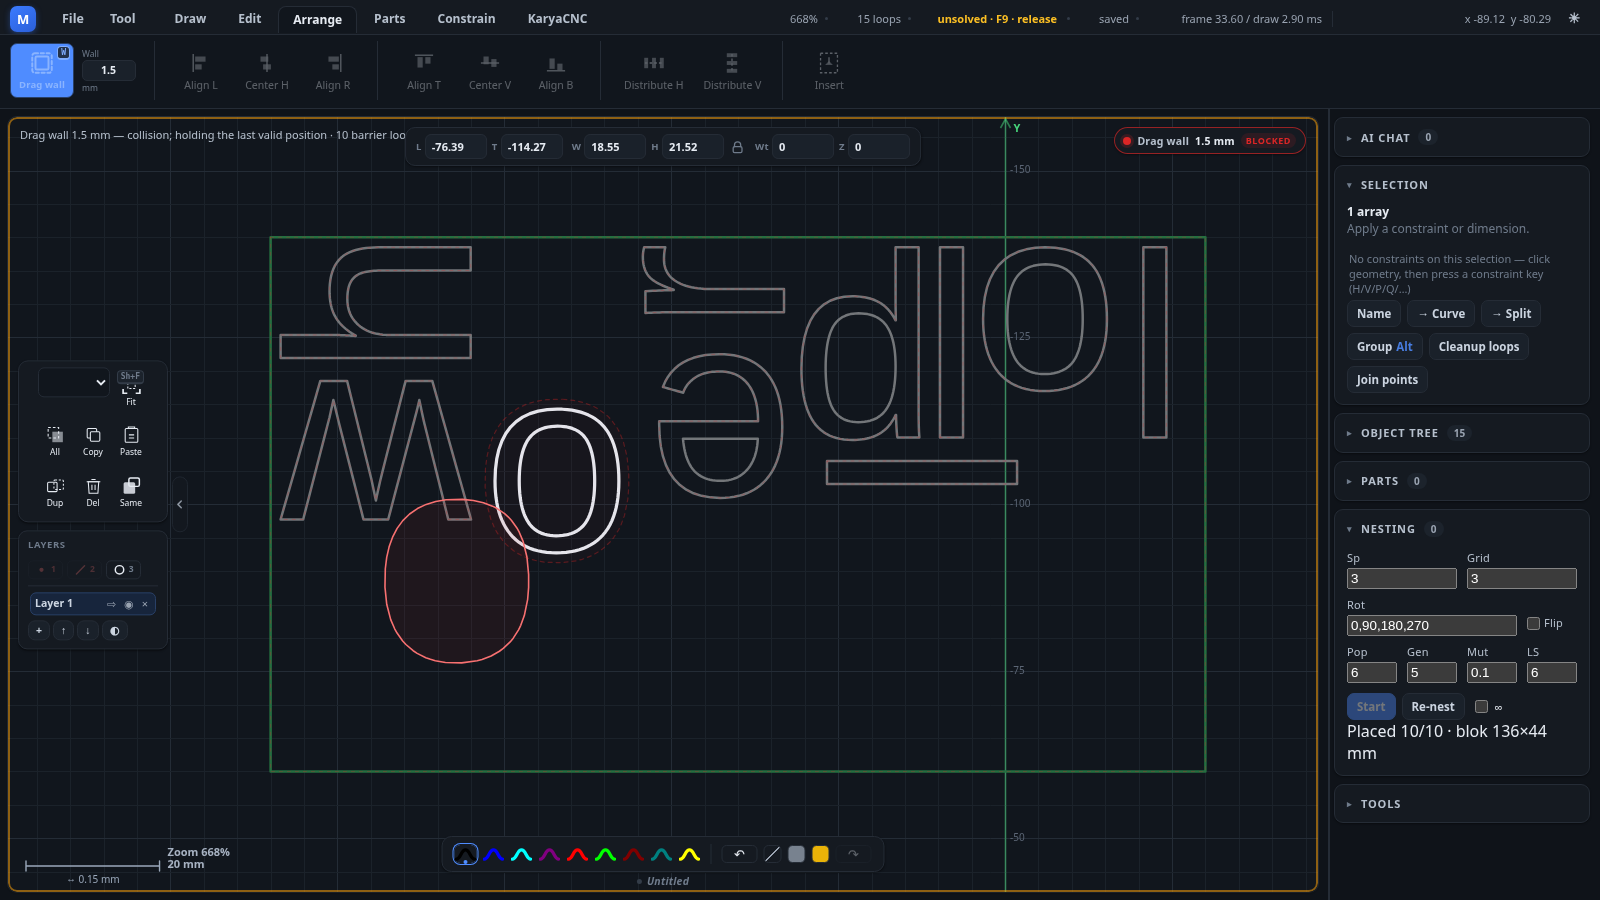 M File Tool Draw Edit Arrange Parts Constrain KaryaCNC 668% 15 loops unsolved · F9 · release saved frame 33.60 / draw 2.90 ms x -89.12 y -80.29
W
Drag wall
Wall
1.5
mm
Align L Center H Align R Align T Center V Align B Distribute H Distribute V Insert
Drag wall 1.5 mm — collision; holding the last valid position · 10 barrier loo
L -76.39 T -114.27 W 18.55 H 21.52 Wt 0 Z 0
Y
Drag wall 1.5 mm BLOCKED
-150
-125
-100
-75
-50
Sh+F
Fit
All Copy Paste
Dup Del Same
LAYERS
1 2 3
Layer 1
+ ↑ ↓
Zoom 668%
20 mm
↔ 0.15 mm
Untitled
AI CHAT 0
SELECTION
1 array
Apply a constraint or dimension.
No constraints on this selection — click
geometry, then press a constraint key
(H/V/P/Q/...)
Name → Curve → Split
Group Alt Cleanup loops
Join points
OBJECT TREE 15
PARTS 0
NESTING 0
Sp Grid
3 3
Rot
0,90,180,270 Flip
Pop Gen Mut LS
6 5 0.1 6
Start Re-nest ∞
Placed 10/10 · blok 136×44
mm
TOOLS